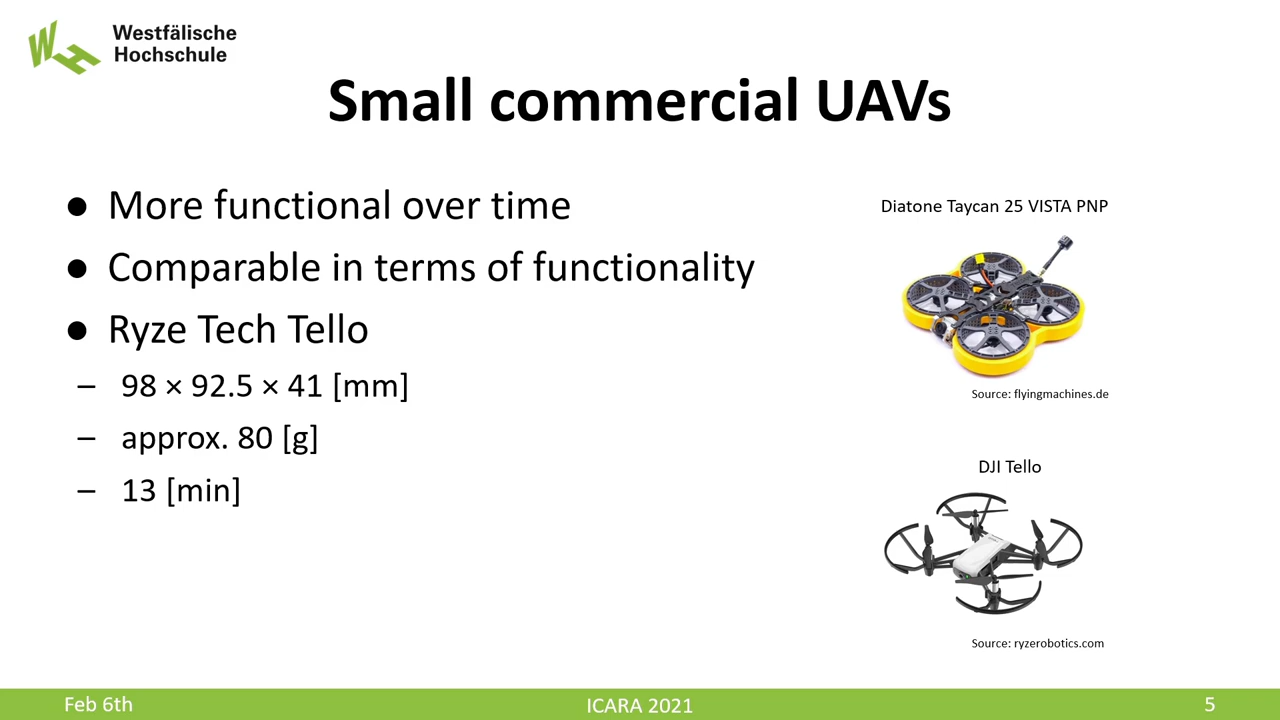 Westfälische
Hochschule
Small commercial UAVs
● More functional over time
● Comparable in terms of functionality
● Ryze Tech Tello
– 98 × 92.5 × 41 [mm]
– approx. 80 [g]
– 13 [min]
Diatone Taycan 25 VISTA PNP
Source: flyingmachines.de
DJI Tello
Source: ryzerobotics.com
Feb 6th
ICARA 2021
5